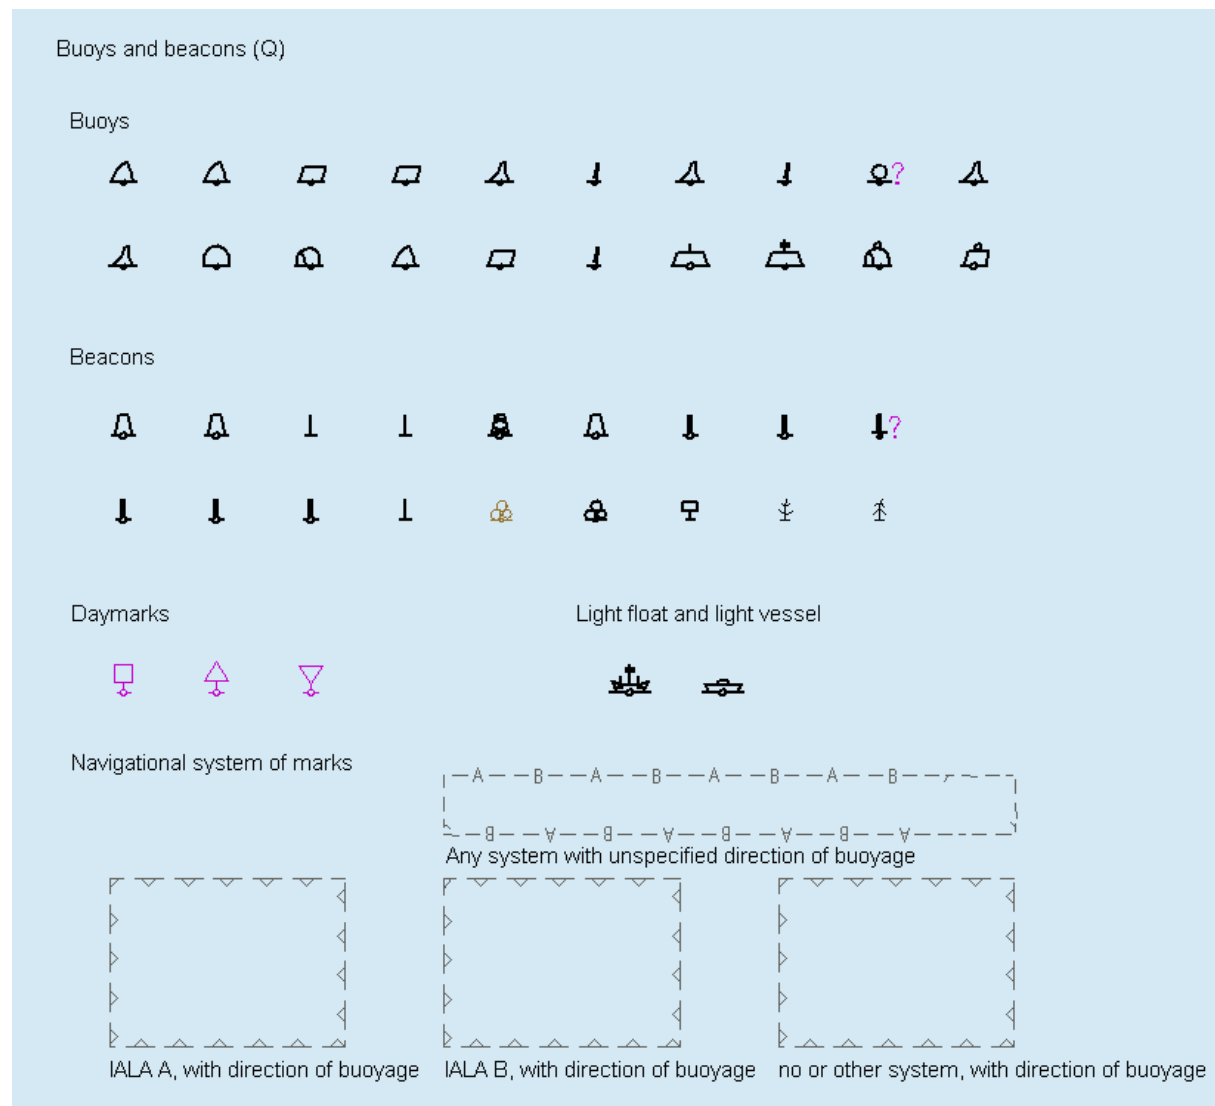 Buoys and beacons (Q)
Buoys
?
Beacons
?
Daymarks
Light float and light vessel
Navigational system of marks
A B A B A B A B
B A B A B A B A
Any system with unspecified direction of buoyage
IALA A, with direction of buoyage
IALA B, with direction of buoyage
no or other system, with direction of buoyage